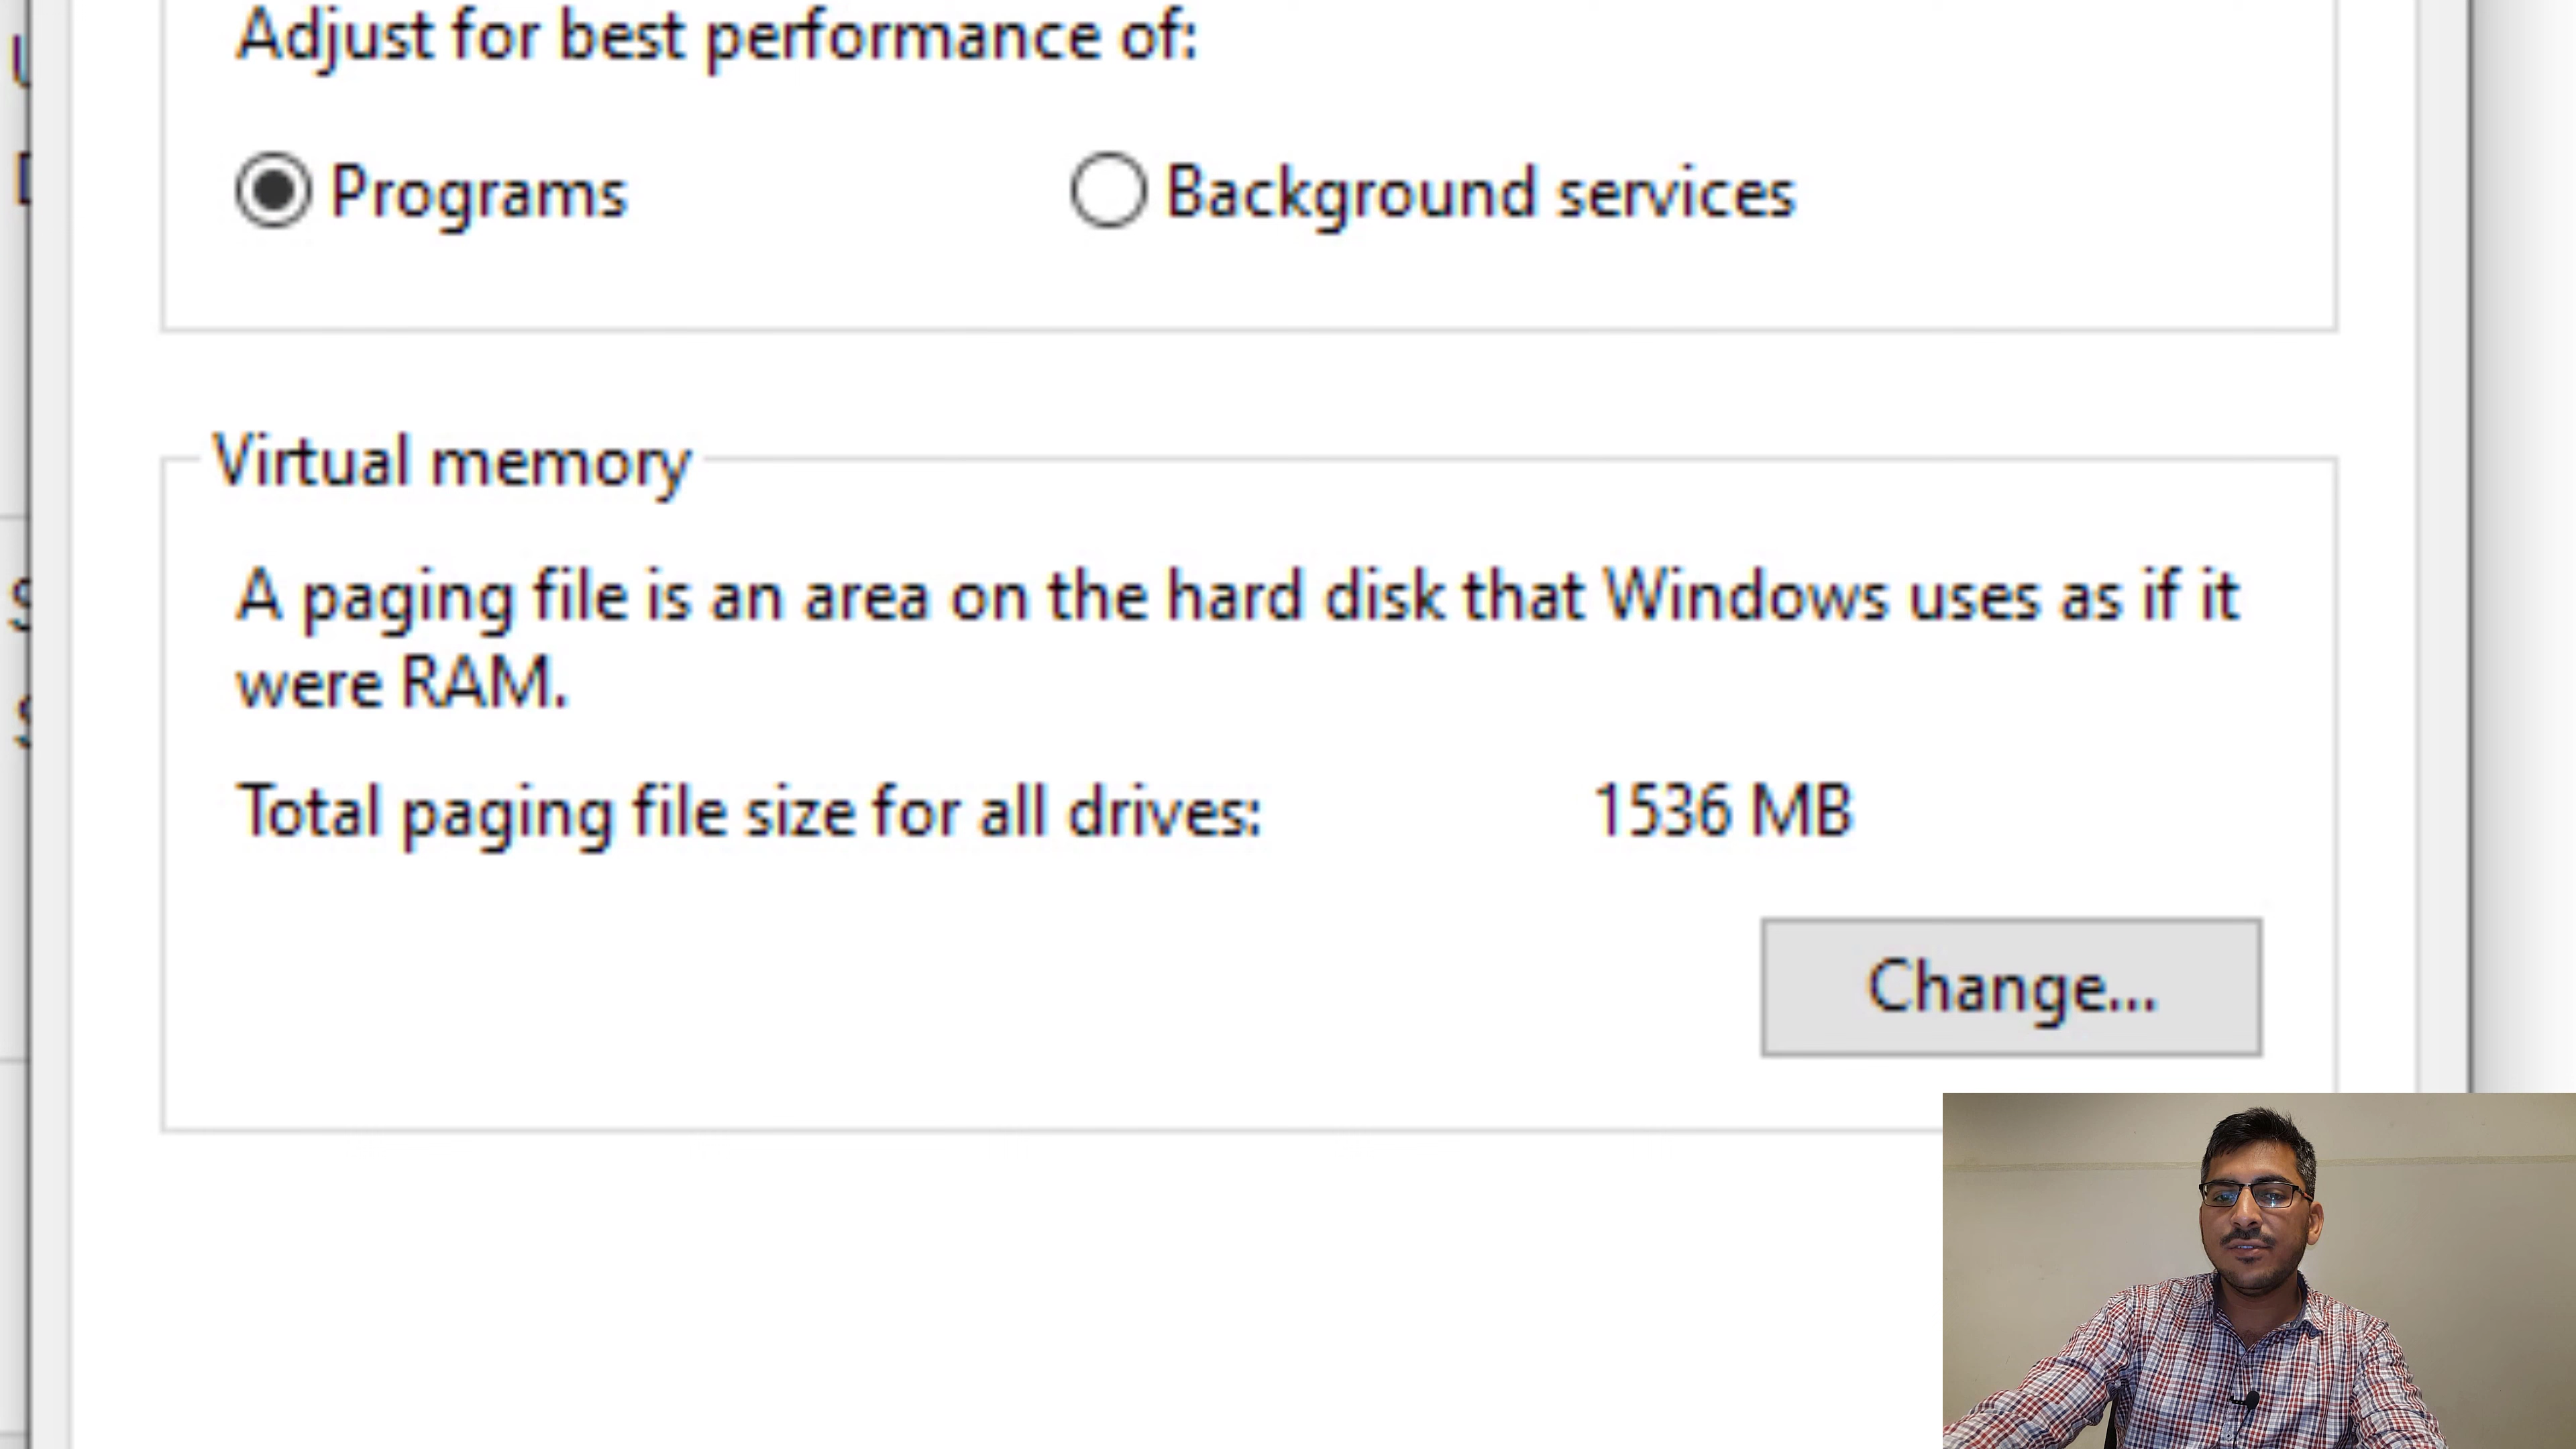 Adjust for best performance of:
Programs
Background services
Virtual memory
A paging file is an area on the hard disk that Windows uses as if it
were RAM.
Total paging file size for all drives:
1536 MB
Change...